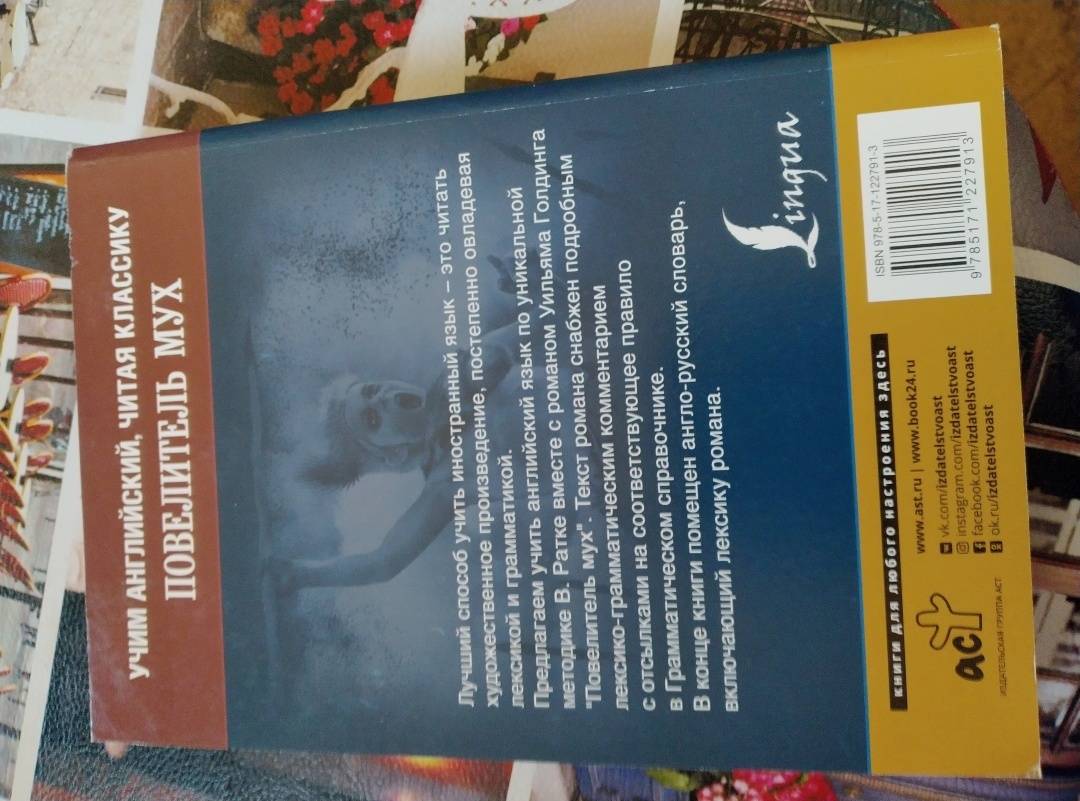 УЧИМ АНГЛИЙСКИЙ, ЧИТАЯ КЛАССИКУ
ПОВЕЛИТЕЛЬ МУХ
Лучший способ учить иностранный язык – это читать
художественное произведение, постепенно овладевая
лексикой и грамматикой.
Предлагаем учить английский язык по уникальной
методике В. Ратке вместе с романом Уильяма Голдинга
"Повелитель мух". Текст романа снабжен подробным
лексико-грамматическим комментарием
с отсылками на соответствующее правило
в Грамматическом справочнике.
В конце книги помещен англо-русский словарь,
включающий лексику романа.
Lingua
книги для любого настроения здесь
аст
ИЗДАТЕЛЬСКАЯ ГРУППА АСТ
www.ast.ru | www.book24.ru
vk.com/izdatelstvoast
instagram.com/izdatelstvoast
facebook.com/izdatelstvoast
ok.ru/izdatelstvoast
ISBN 978-5-17-122791-3
9 785171 227913